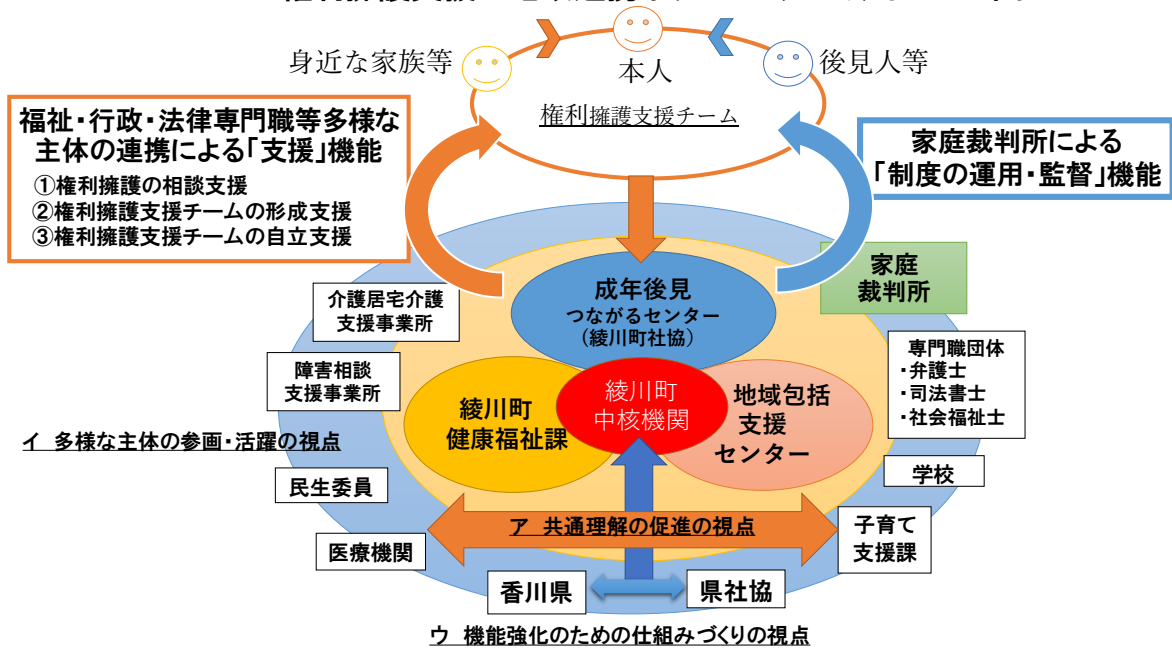 身近な家族等
本人
後見人等
権利擁護支援チーム
福祉・行政・法律専門職等多様な
主体の連携による「支援」機能
①権利擁護の相談支援
②権利擁護支援チームの形成支援
③権利擁護支援チームの自立支援
家庭裁判所による
「制度の運用・監督」機能
家庭
裁判所
成年後見
つながるセンター
(綾川町社協)
介護居宅介護
支援事業所
障害相談
支援事業所
専門職団体
・弁護士
・司法書士
・社会福祉士
綾川町
中核機関
綾川町
健康福祉課
地域包括
支援
センター
イ 多様な主体の参画・活躍の視点
民生委員
学校
ア 共通理解の促進の視点
医療機関
子育て
支援課
香川県
県社協
ウ 機能強化のための仕組みづくりの視点